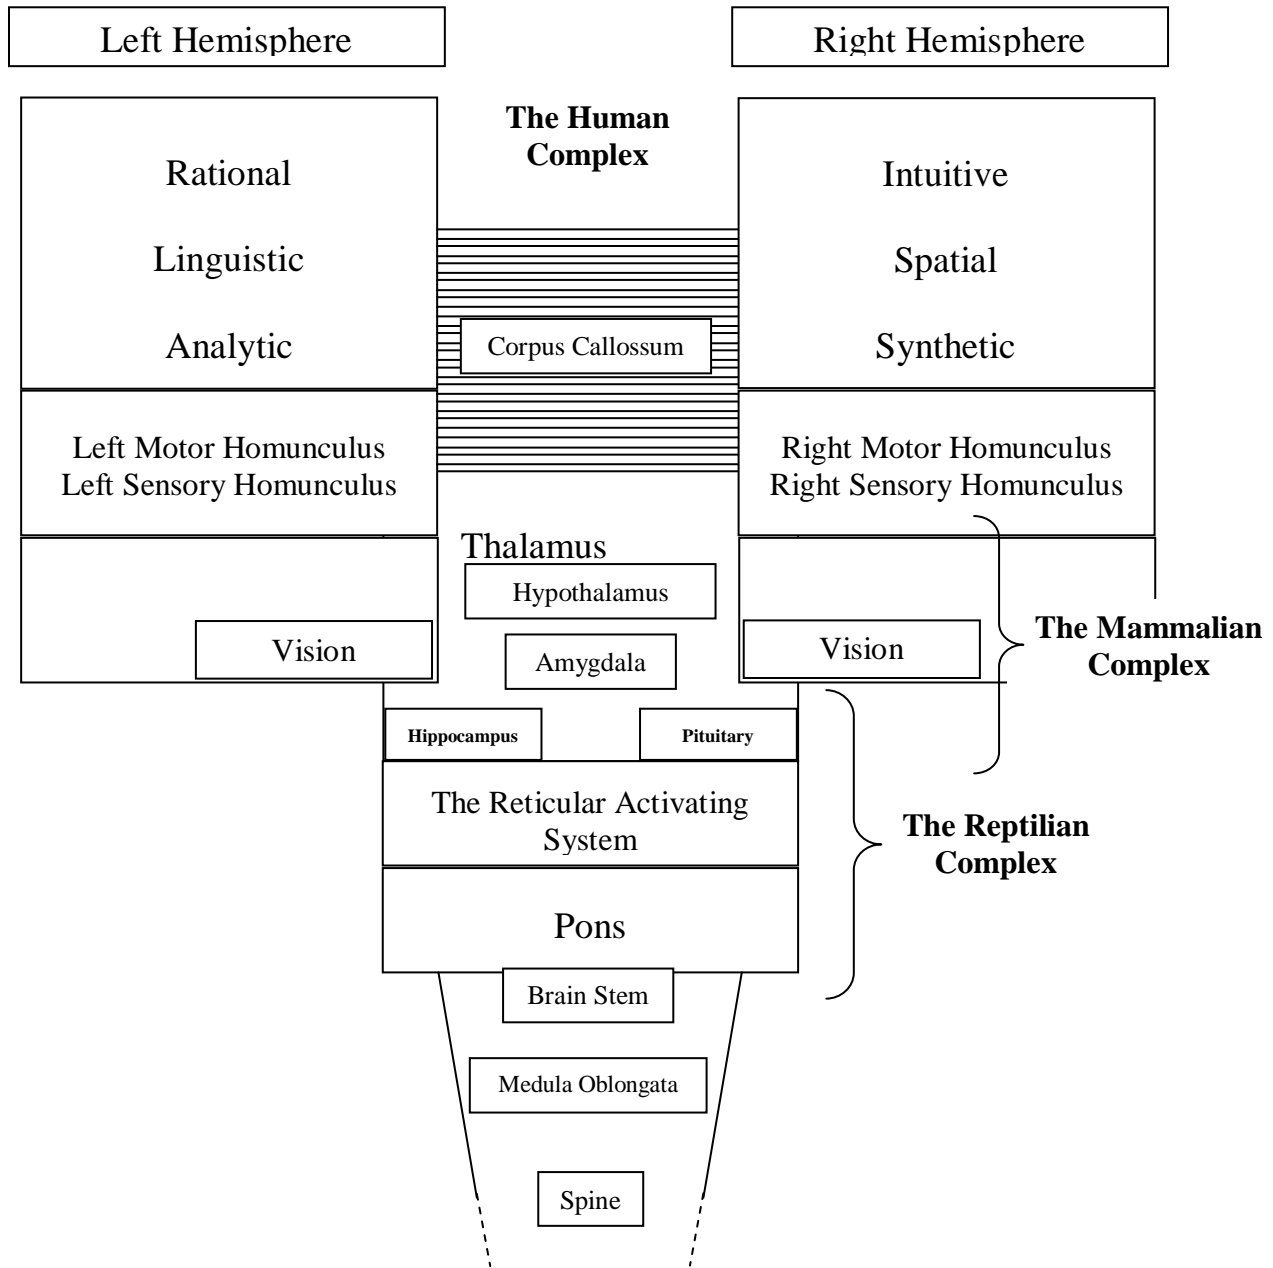 Left Hemisphere
Right Hemisphere
The Human
Complex
Rational
Intuitive
Linguistic
Spatial
Analytic
Corpus Callossum
Synthetic
Left Motor Homunculus
Left Sensory Homunculus
Right Motor Homunculus
Right Sensory Homunculus
Thalamus
Hypothalamus
Vision
Amygdala
Vision
The Mammalian
Complex
Hippocampus
Pituitary
The Reticular Activating
System
The Reptilian
Complex
Pons
Brain Stem
Medula Oblongata
Spine